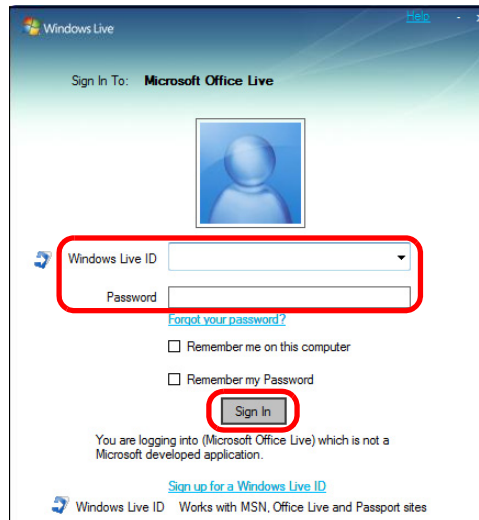 Help - x
Windows Live
Sign In To: Microsoft Office Live
Windows Live ID
Password
Forgot your password?
Remember me on this computer
Remember my Password
Sign In
You are logging into (Microsoft Office Live) which is not a
Microsoft developed application.
Sign up for a Windows Live ID
Windows Live ID Works with MSN, Office Live and Passport sites